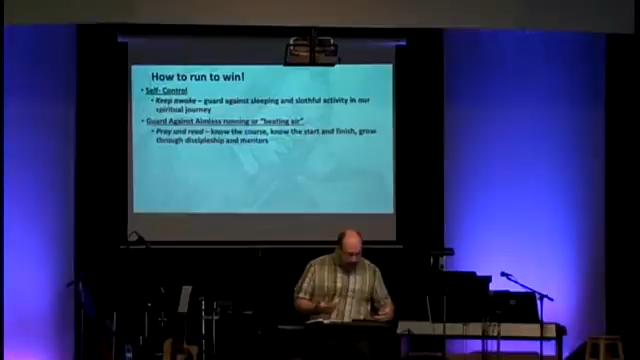 How to run to win!
• Self- Control
• Keep awake – guard against sleeping and slothful activity in our
spiritual journey
• Guard Against Aimless running or "beating air".
• Pray and read – know the course, know the start and finish, grow
through discipleship and mentors